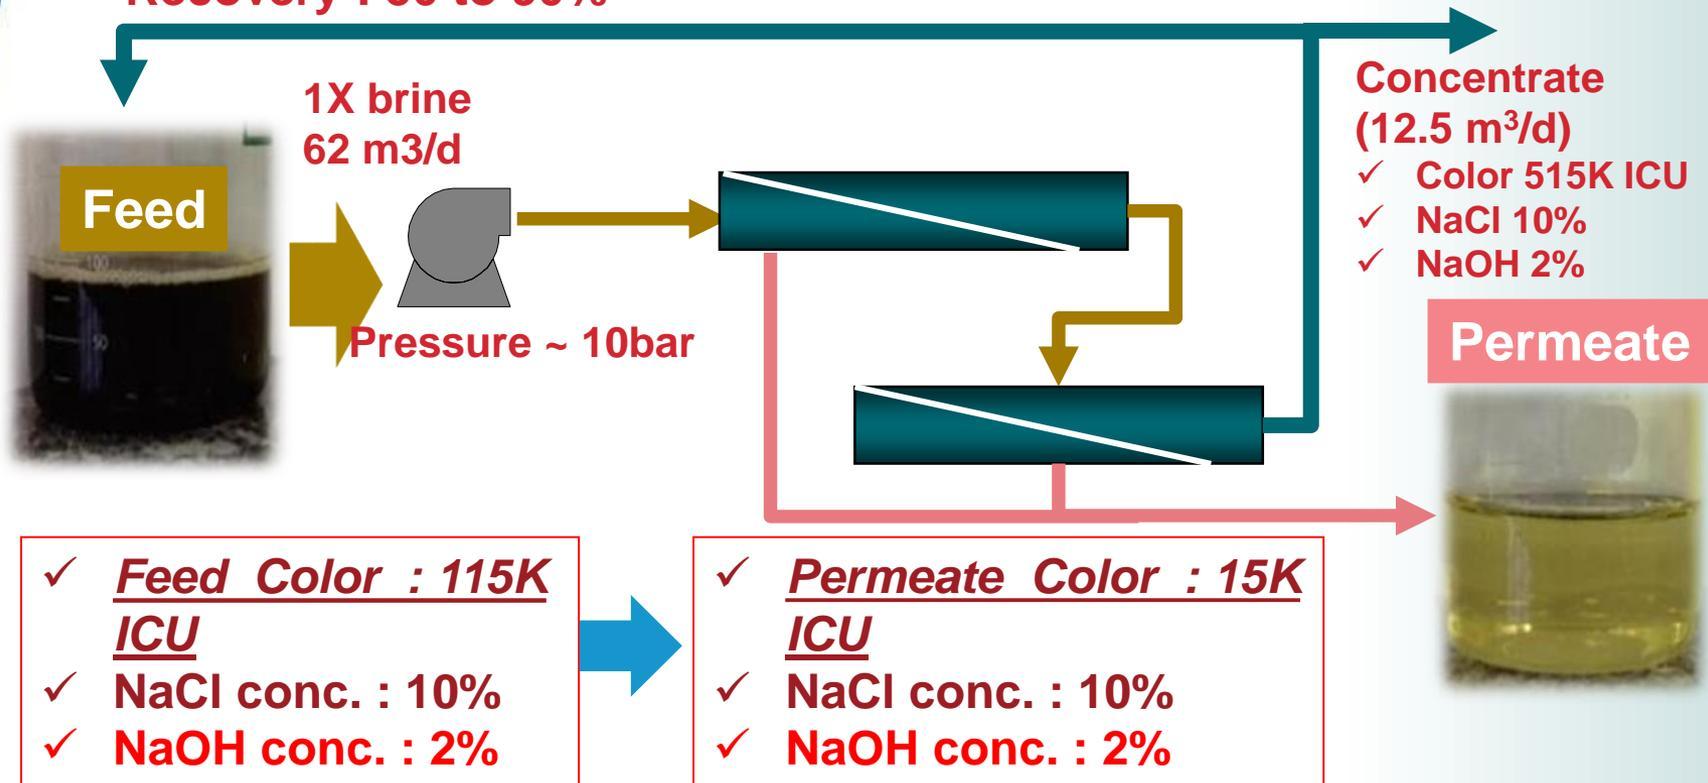 1X brine
62 m3/d
Feed
Pressure ~ 10bar
Concentrate
(12.5 m³/d)
✓ Color 515K ICU
✓ NaCl 10%
✓ NaOH 2%
Permeate
100
50
✓ Feed Color : 115K
ICU
✓ NaCl conc. : 10%
✓ NaOH conc. : 2%
✓ Permeate Color : 15K
ICU
✓ NaCl conc. : 10%
✓ NaOH conc. : 2%